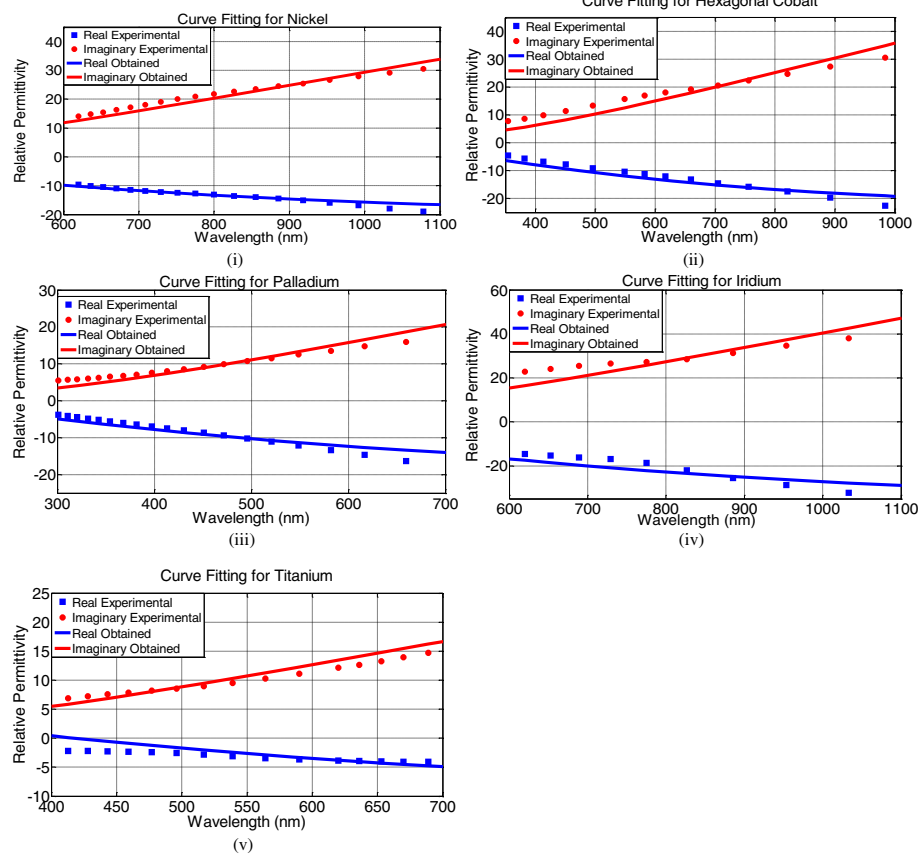 Curve Fitting for Nickel
Real Experimental
Imaginary Experimental
Real Obtained
Imaginary Obtained
Relative Permittivity
50
40
30
20
10
0
-10
-20
600 700 800 900 1000 1100
Wavelength (nm)
(i)
Curve Fitting for Hexagonal Cobalt
Real Experimental
Imaginary Experimental
Real Obtained
Imaginary Obtained
Relative Permittivity
40
30
20
10
0
-10
-20
400 500 600 700 800 900 1000
Wavelength (nm)
(ii)
Curve Fitting for Palladium
Real Experimental
Imaginary Experimental
Real Obtained
Imaginary Obtained
Relative Permittivity
30
20
10
0
-10
-20
300 400 500 600 700
Wavelength (nm)
(iii)
Curve Fitting for Iridium
Real Experimental
Imaginary Experimental
Real Obtained
Imaginary Obtained
Relative Permittivity
60
40
20
0
-20
600 700 800 900 1000 1100
Wavelength (nm)
(iv)
Curve Fitting for Titanium
Real Experimental
Imaginary Experimental
Real Obtained
Imaginary Obtained
Relative Permittivity
25
20
15
10
5
0
-5
-10
400 450 500 550 600 650 700
Wavelength (nm)
(v)